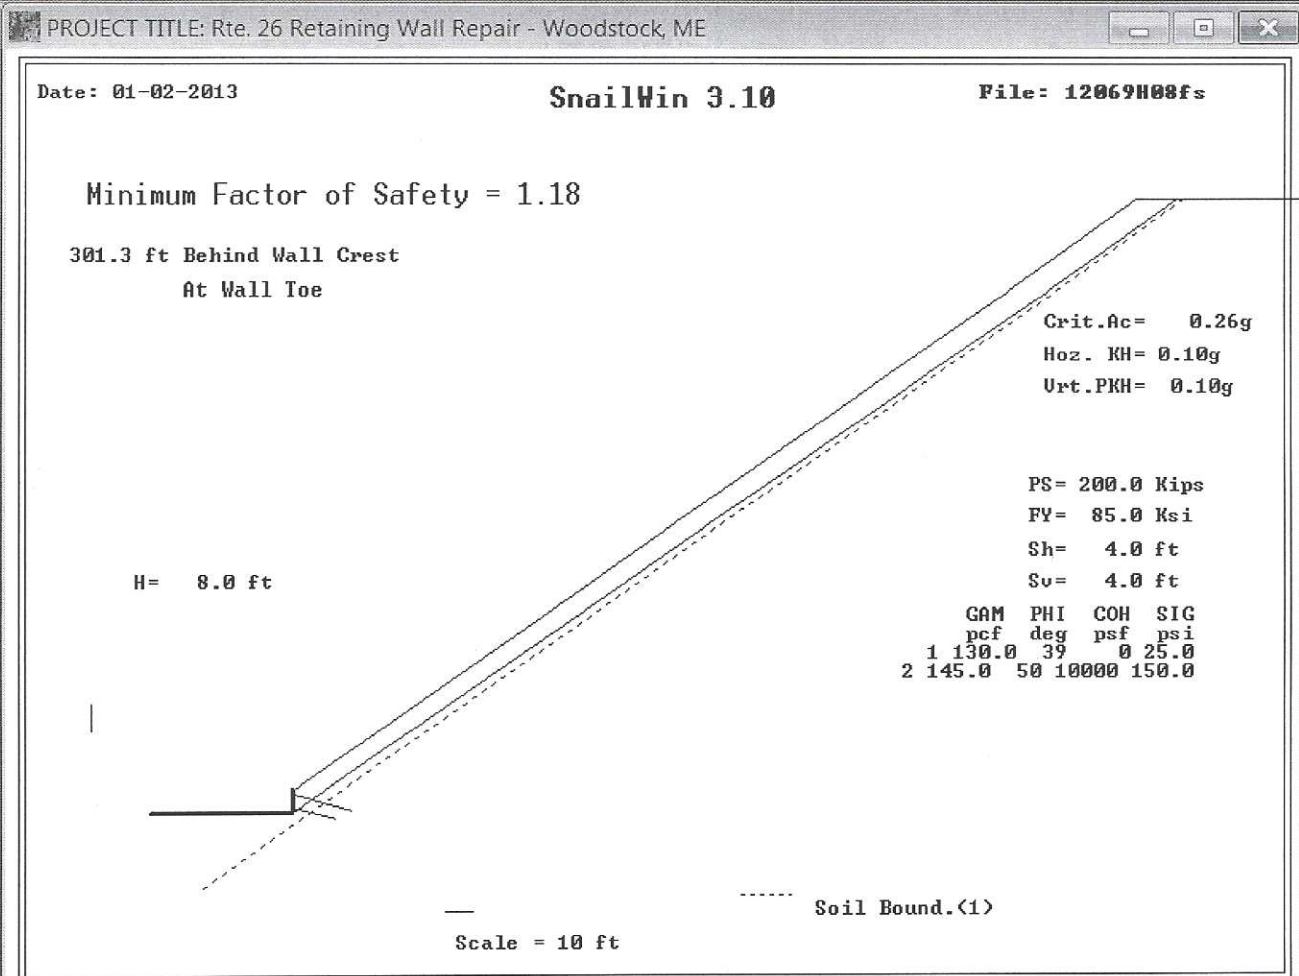 PROJECT TITLE: Rte. 26 Retaining Wall Repair - Woodstock, ME
Date: 01-02-2013
SnailWin 3.10
File: 12069H08fs
Minimum Factor of Safety = 1.18
301.3 ft Behind Wall Crest
At Wall Toe
Crit.Ac= 0.26g
Hoz. KH= 0.10g
Vrt.PKH= 0.10g
PS= 200.0 Kips
FY= 85.0 Ksi
Sh= 4.0 ft
Sv= 4.0 ft
H= 8.0 ft
GAM PHI COH SIG
pcf deg psf psi
1 130.0 39 0 25.0
2 145.0 50 10000 150.0
Soil Bound.(1)
Scale = 10 ft